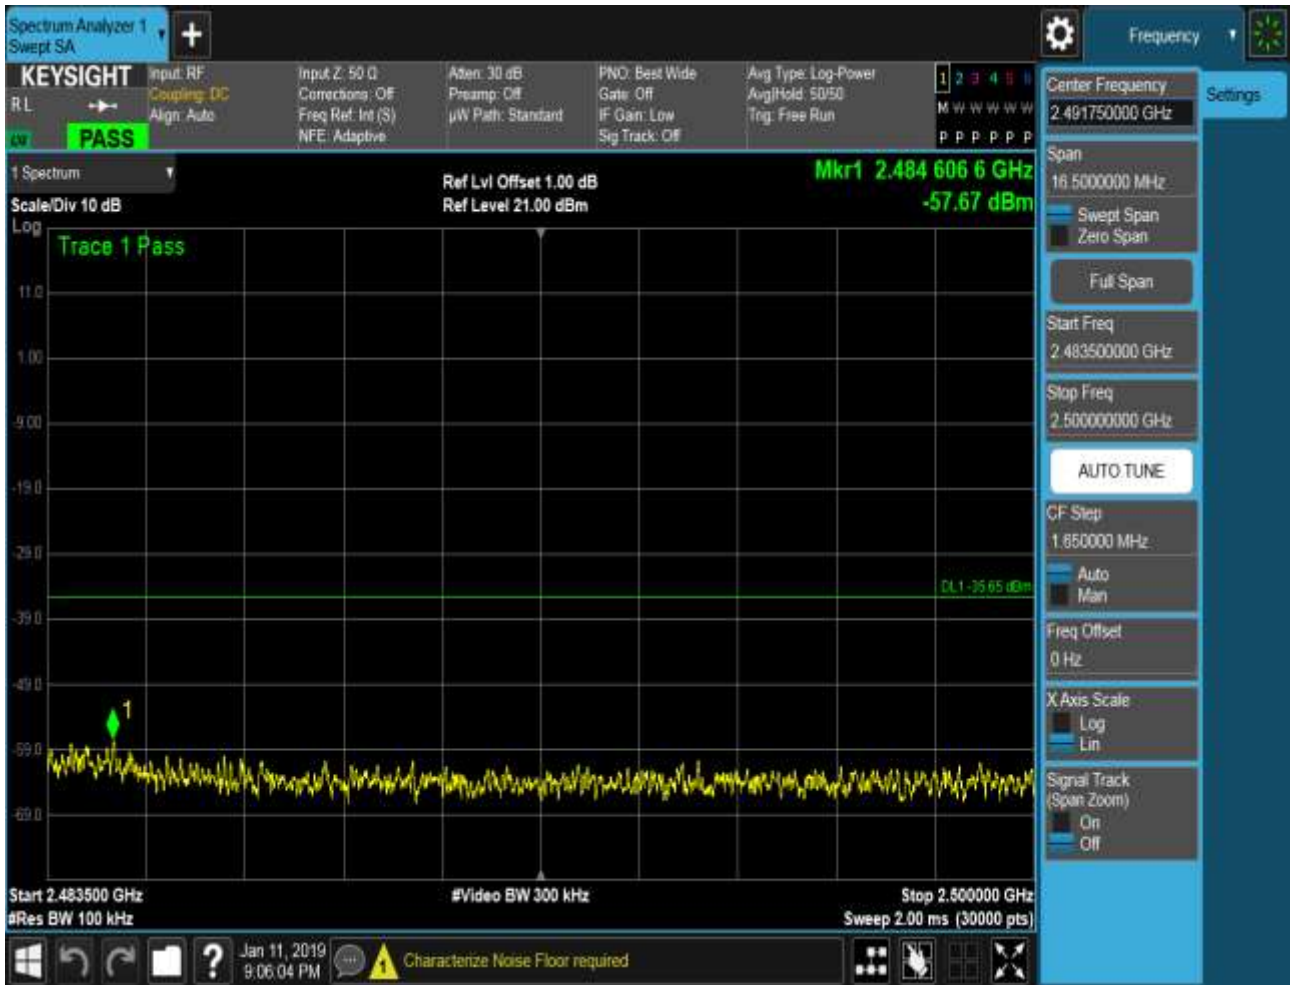 Spectrum Analyzer 1
Swept SA
+
Frequency
KEYSIGHT
RL
PASS
Input: RF
Coupling: DC
Align: Auto
Input Z: 50 Ω
Corrections: Off
Freq Ref: Int (S)
NFE: Adaptive
Atten: 30 dB
Preamp: Off
µW Path: Standard
PNO: Best Wide
Gate: Off
IF Gain: Low
Sig Track: Off
Avg Type: Log-Power
Avg|Hold: 50/50
Trig: Free Run
1 2 3 4 5 6
M W W W W W
P P P P P P
1 Spectrum
Scale/Div 10 dB
Log
Ref Lvl Offset 1.00 dB
Ref Level 21.00 dBm
Mkr1 2.484 606 6 GHz
-57.67 dBm
Trace 1 Pass
11.0
1.00
-9.00
-19.0
-29.0
DL1 -35.65 dBm
-39.0
-49.0
1
-59.0
-69.0
Start 2.483500 GHz
#Res BW 100 kHz
#Video BW 300 kHz
Stop 2.500000 GHz
Sweep 2.00 ms (30000 pts)
?
Jan 11, 2019
9:06:04 PM
1
Characterize Noise Floor required
Center Frequency
2.491750000 GHz
Settings
Span
16.5000000 MHz
Swept Span
Zero Span
Full Span
Start Freq
2.483500000 GHz
Stop Freq
2.500000000 GHz
AUTO TUNE
CF Step
1.650000 MHz
Auto
Man
Freq Offset
0 Hz
X Axis Scale
Log
Lin
Signal Track
(Span Zoom)
On
Off